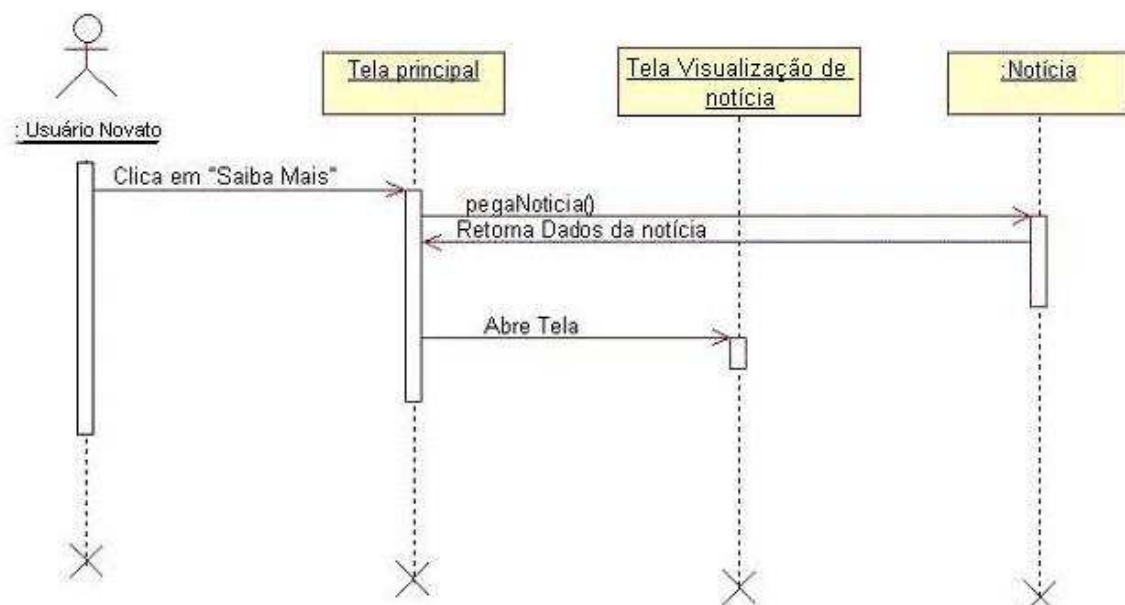 Tela principal
Tela Visualização de
notícia
:Notícia
: Usuário Novato
Clica em "Saiba Mais"
pegaNoticia()
Retorna Dados da notícia
Abre Tela